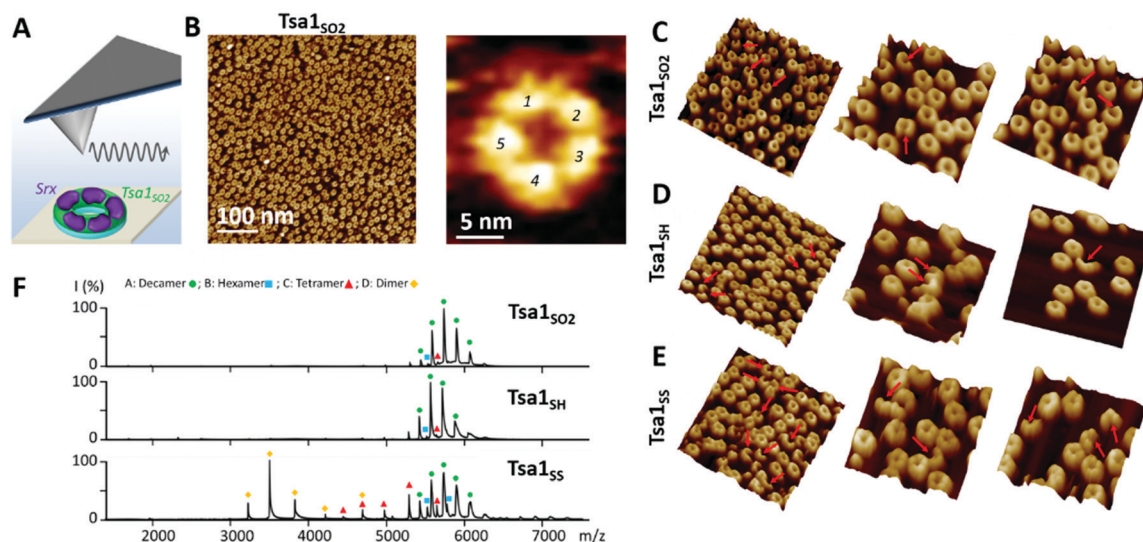 A
Srx
Tsa1SO2
B
Tsa1SO2
100 nm
1
2
3
4
5
5 nm
C
Tsa1SO2
D
Tsa1SH
E
Tsa1SS
F
I (%)
A: Decamer ; B: Hexamer ; C: Tetramer ; D: Dimer
100
0
Tsa1SO2
100
0
Tsa1SH
100
0
Tsa1SS
2000 3000 4000 5000 6000 7000 m/z